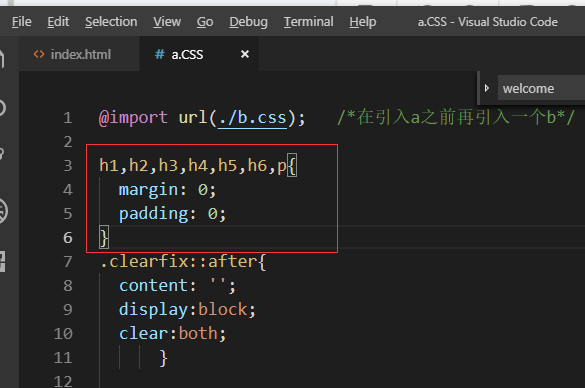 File Edit Selection View Go Debug Terminal Help a.CSS - Visual Studio Code
<> index.html # a.CSS ×
welcome
1 @import url(./b.css); /*在引入a之前再引入一个b*/
2
3 h1,h2,h3,h4,h5,h6,p{
4 margin: 0;
5 padding: 0;
6 }
7 .clearfix::after{
8 content: '';
9 display:block;
10 clear:both;
11 }
12